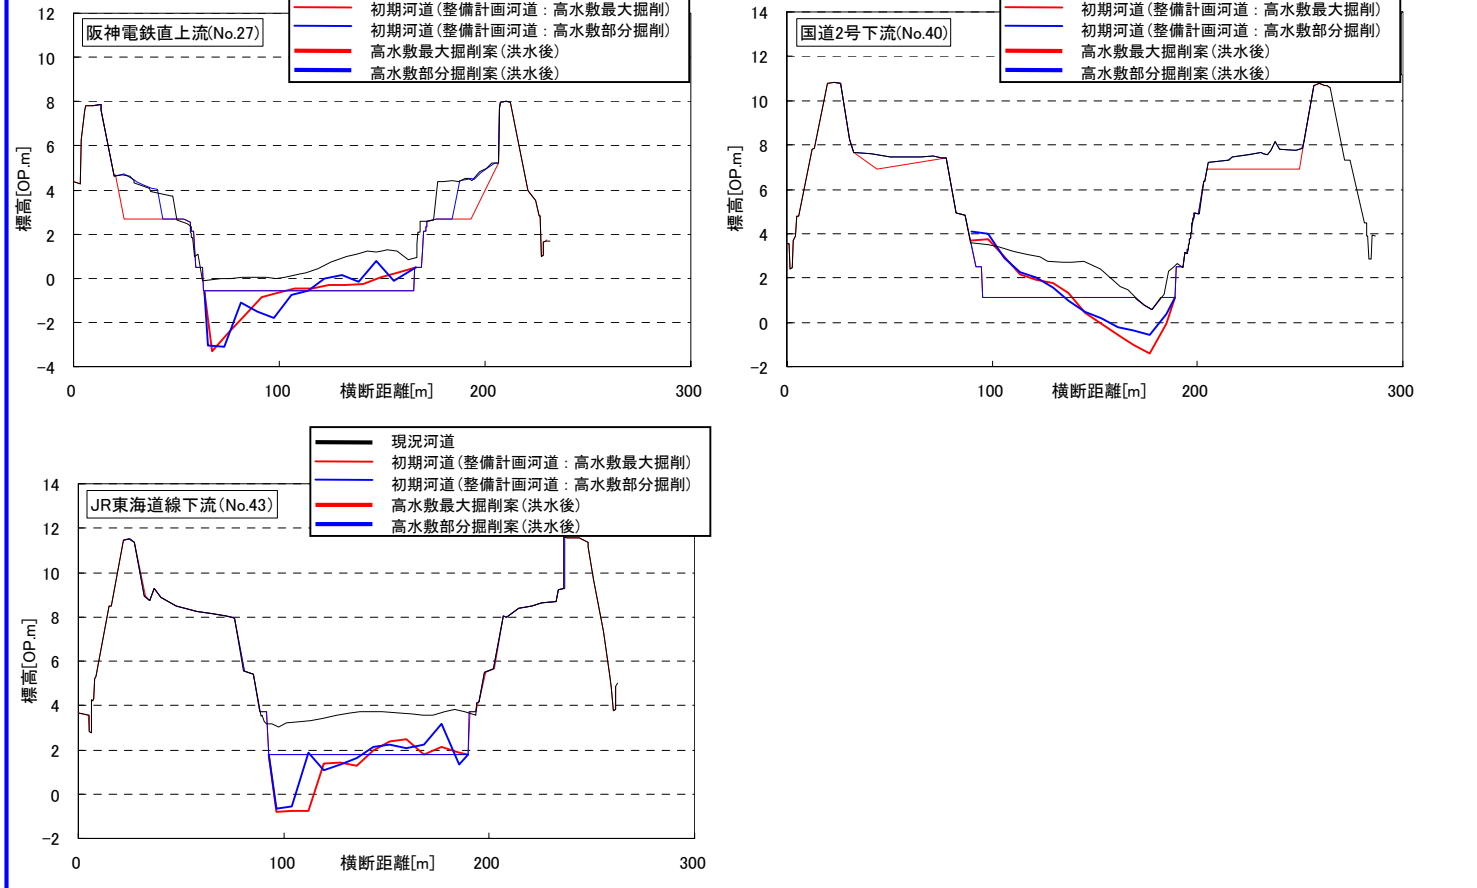 初期河道(整備計画河道：高水敷最大掘削)
初期河道(整備計画河道：高水敷部分掘削)
高水敷最大掘削案(洪水後)
高水敷部分掘削案(洪水後)
阪神電鉄直上流(No.27)
標高[OP.m]
12
10
8
6
4
2
0
-2
-4
0 100 200 300
横断距離[m]
初期河道(整備計画河道：高水敷最大掘削)
初期河道(整備計画河道：高水敷部分掘削)
高水敷最大掘削案(洪水後)
高水敷部分掘削案(洪水後)
国道2号下流(No.40)
標高[OP.m]
14
12
10
8
6
4
2
0
-2
0 100 200 300
横断距離[m]
現況河道
初期河道(整備計画河道：高水敷最大掘削)
初期河道(整備計画河道：高水敷部分掘削)
高水敷最大掘削案(洪水後)
高水敷部分掘削案(洪水後)
JR東海道線下流(No.43)
標高[OP.m]
14
12
10
8
6
4
2
0
-2
0 100 200 300
横断距離[m]